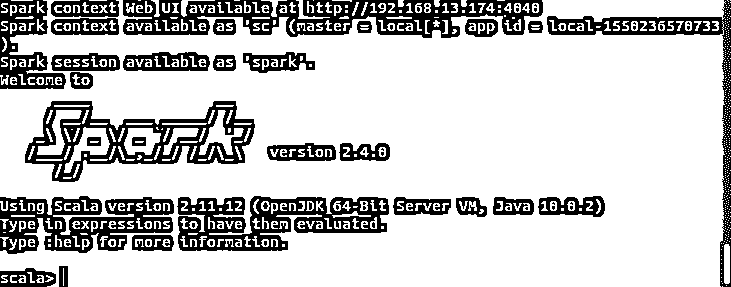 Spark context Web UI available at http://192.168.13.174:4040
Spark context available as 'sc' (master = local[*], app id = local-1550236570733
).
Spark session available as 'spark'.
Welcome to
Spark version 2.4.0
Using Scala version 2.11.12 (OpenJDK 64-Bit Server VM, Java 10.0.2)
Type in expressions to have them evaluated.
Type :help for more information.
scala>